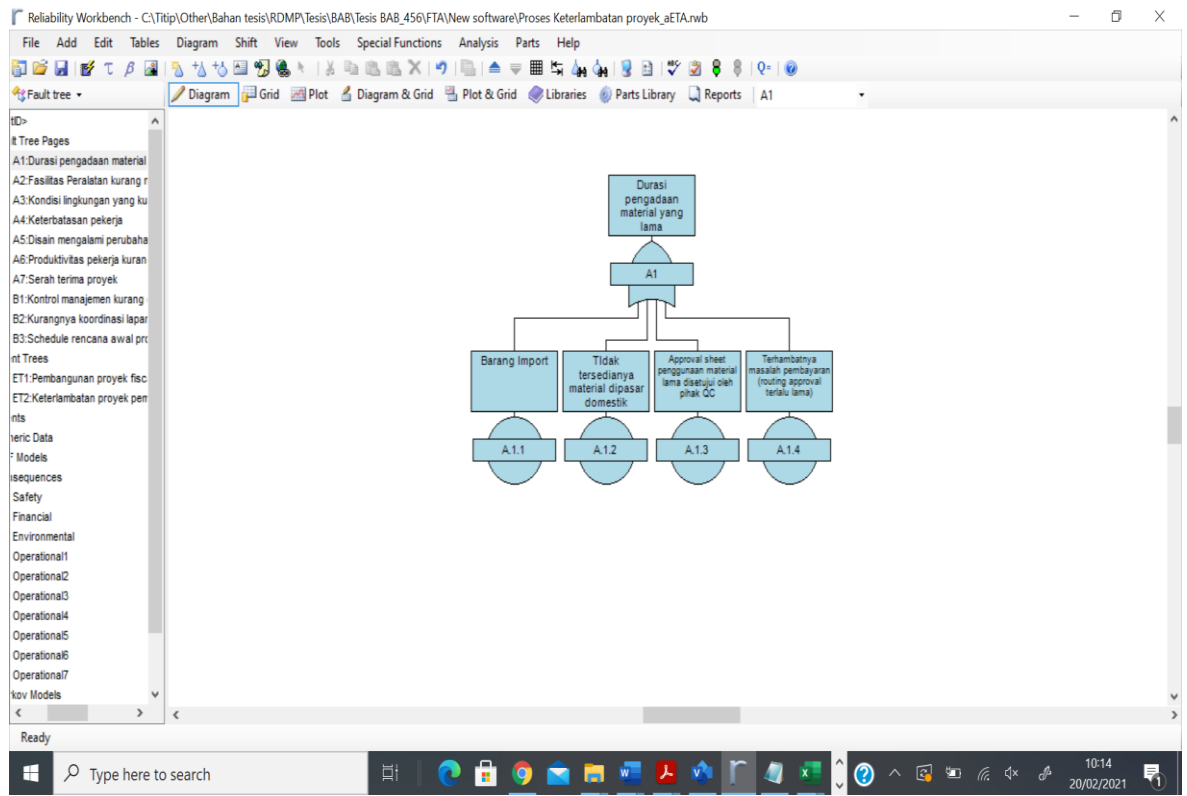 Reliability Workbench - C:\Titip\Other\Bahan tesis\RDMP\Tesis\BAB\Tesis BAB_456\FTA\New software\Proses Keterlambatan proyek_aETA.rwb
File Add Edit Tables Diagram Shift View Tools Special Functions Analysis Parts Help
Fault tree
Diagram Grid Plot Diagram & Grid Plot & Grid Libraries Parts Library Reports A1
tID>
lt Tree Pages
A1:Durasi pengadaan material
A2:Fasilitas Peralatan kurang
A3:Kondisi lingkungan yang ku
A4:Keterbatasan pekerja
A5:Disain mengalami perubaha
A6:Produktivitas pekerja kuran
A7:Serah terima proyek
B1:Kontrol manajemen kurang
B2:Kurangnya koordinasi lapar
B3:Schedule rencana awal prc
nt Trees
ET1:Pembangunan proyek fisc
ET2:Keterlambatan proyek pem
nts
neric Data
Models
nsequences
Safety
Financial
Environmental
Operational1
Operational2
Operational3
Operational4
Operational5
Operational6
Operational7
kov Models
Durasi
pengadaan
material yang
lama
A1
Barang Import
TIdak
tersedianya
material dipasar
domestik
Approval sheet
penggunaan material
lama disetujui oleh
pihak QC
Terhambatnya
masalah pembayaran
(routing approval
terlalu lama)
A.1.1
A.1.2
A.1.3
A.1.4
Ready
Type here to search
10:14
20/02/2021